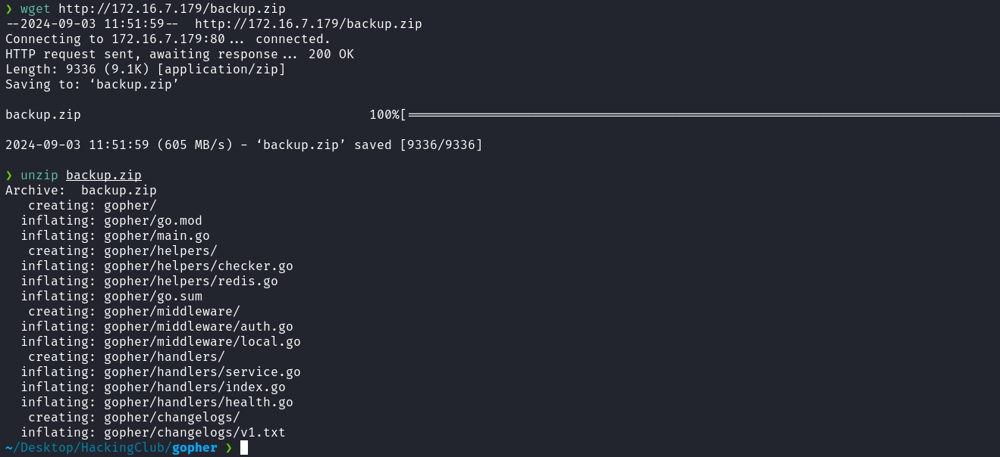 ❯ wget http://172.16.7.179/backup.zip
--2024-09-03 11:51:59--  http://172.16.7.179/backup.zip
Connecting to 172.16.7.179:80... connected.
HTTP request sent, awaiting response... 200 OK
Length: 9336 (9.1K) [application/zip]
Saving to: ‘backup.zip’
backup.zip 100%[==============================================================================
2024-09-03 11:51:59 (605 MB/s) - ‘backup.zip’ saved [9336/9336]
❯ unzip backup.zip
Archive:  backup.zip
   creating: gopher/
  inflating: gopher/go.mod
  inflating: gopher/main.go
   creating: gopher/helpers/
  inflating: gopher/helpers/checker.go
  inflating: gopher/helpers/redis.go
  inflating: gopher/go.sum
   creating: gopher/middleware/
  inflating: gopher/middleware/auth.go
  inflating: gopher/middleware/local.go
   creating: gopher/handlers/
  inflating: gopher/handlers/service.go
  inflating: gopher/handlers/index.go
  inflating: gopher/handlers/health.go
   creating: gopher/changelogs/
  inflating: gopher/changelogs/v1.txt
~/Desktop/HackingClub/gopher ❯